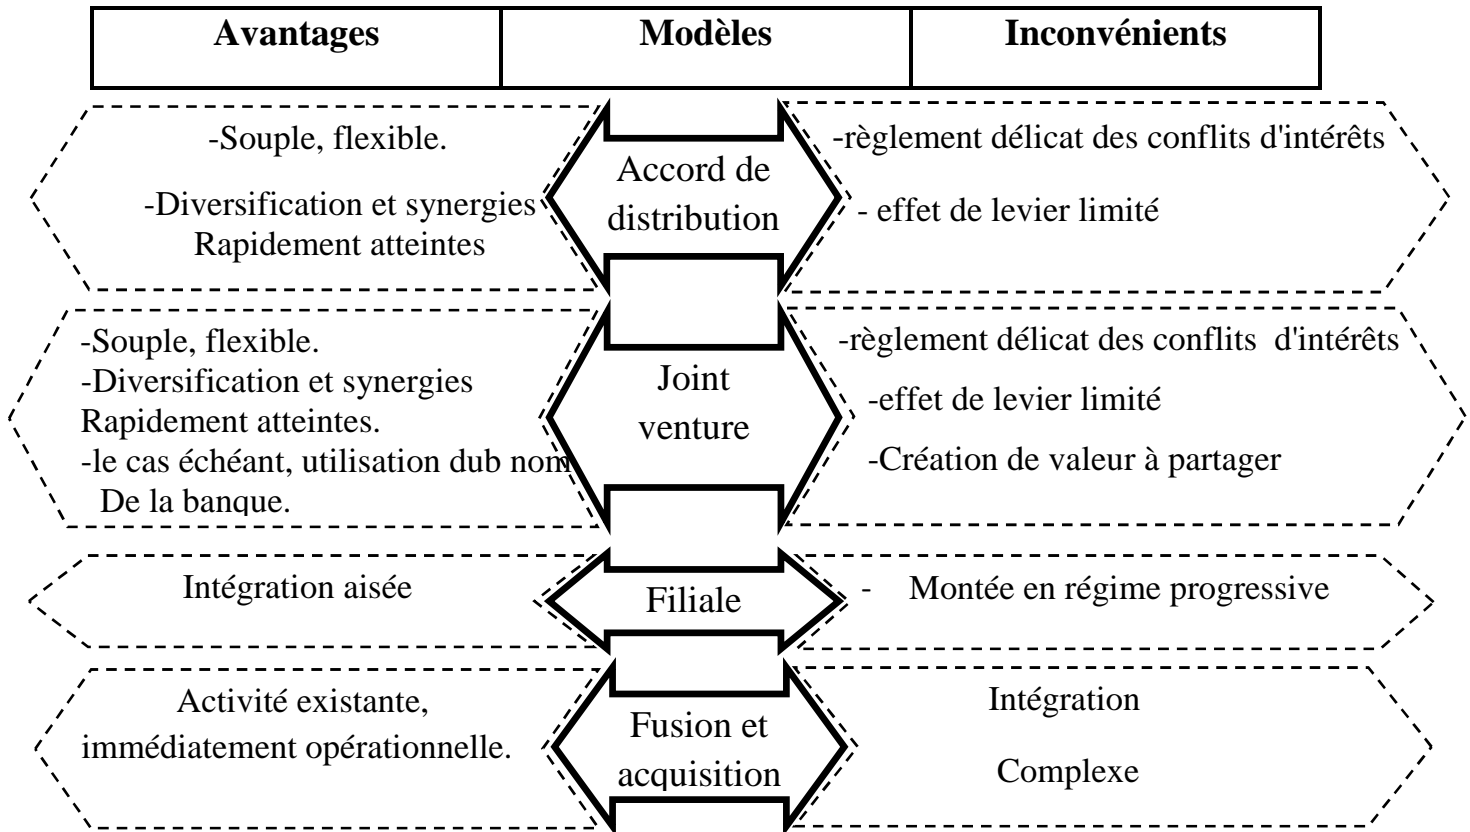 Avantages Modèles Inconvénients
-Souple, flexible.
-Diversification et synergies
Rapidement atteintes
Accord de
distribution
-règlement délicat des conflits d'intérêts
- effet de levier limité
-Souple, flexible.
-Diversification et synergies
Rapidement atteintes.
-le cas échéant, utilisation dub nom
De la banque.
Joint
venture
-règlement délicat des conflits d'intérêts
-effet de levier limité
-Création de valeur à partager
Intégration aisée
Filiale
- Montée en régime progressive
Activité existante,
immédiatement opérationnelle.
Fusion et
acquisition
Intégration
Complexe